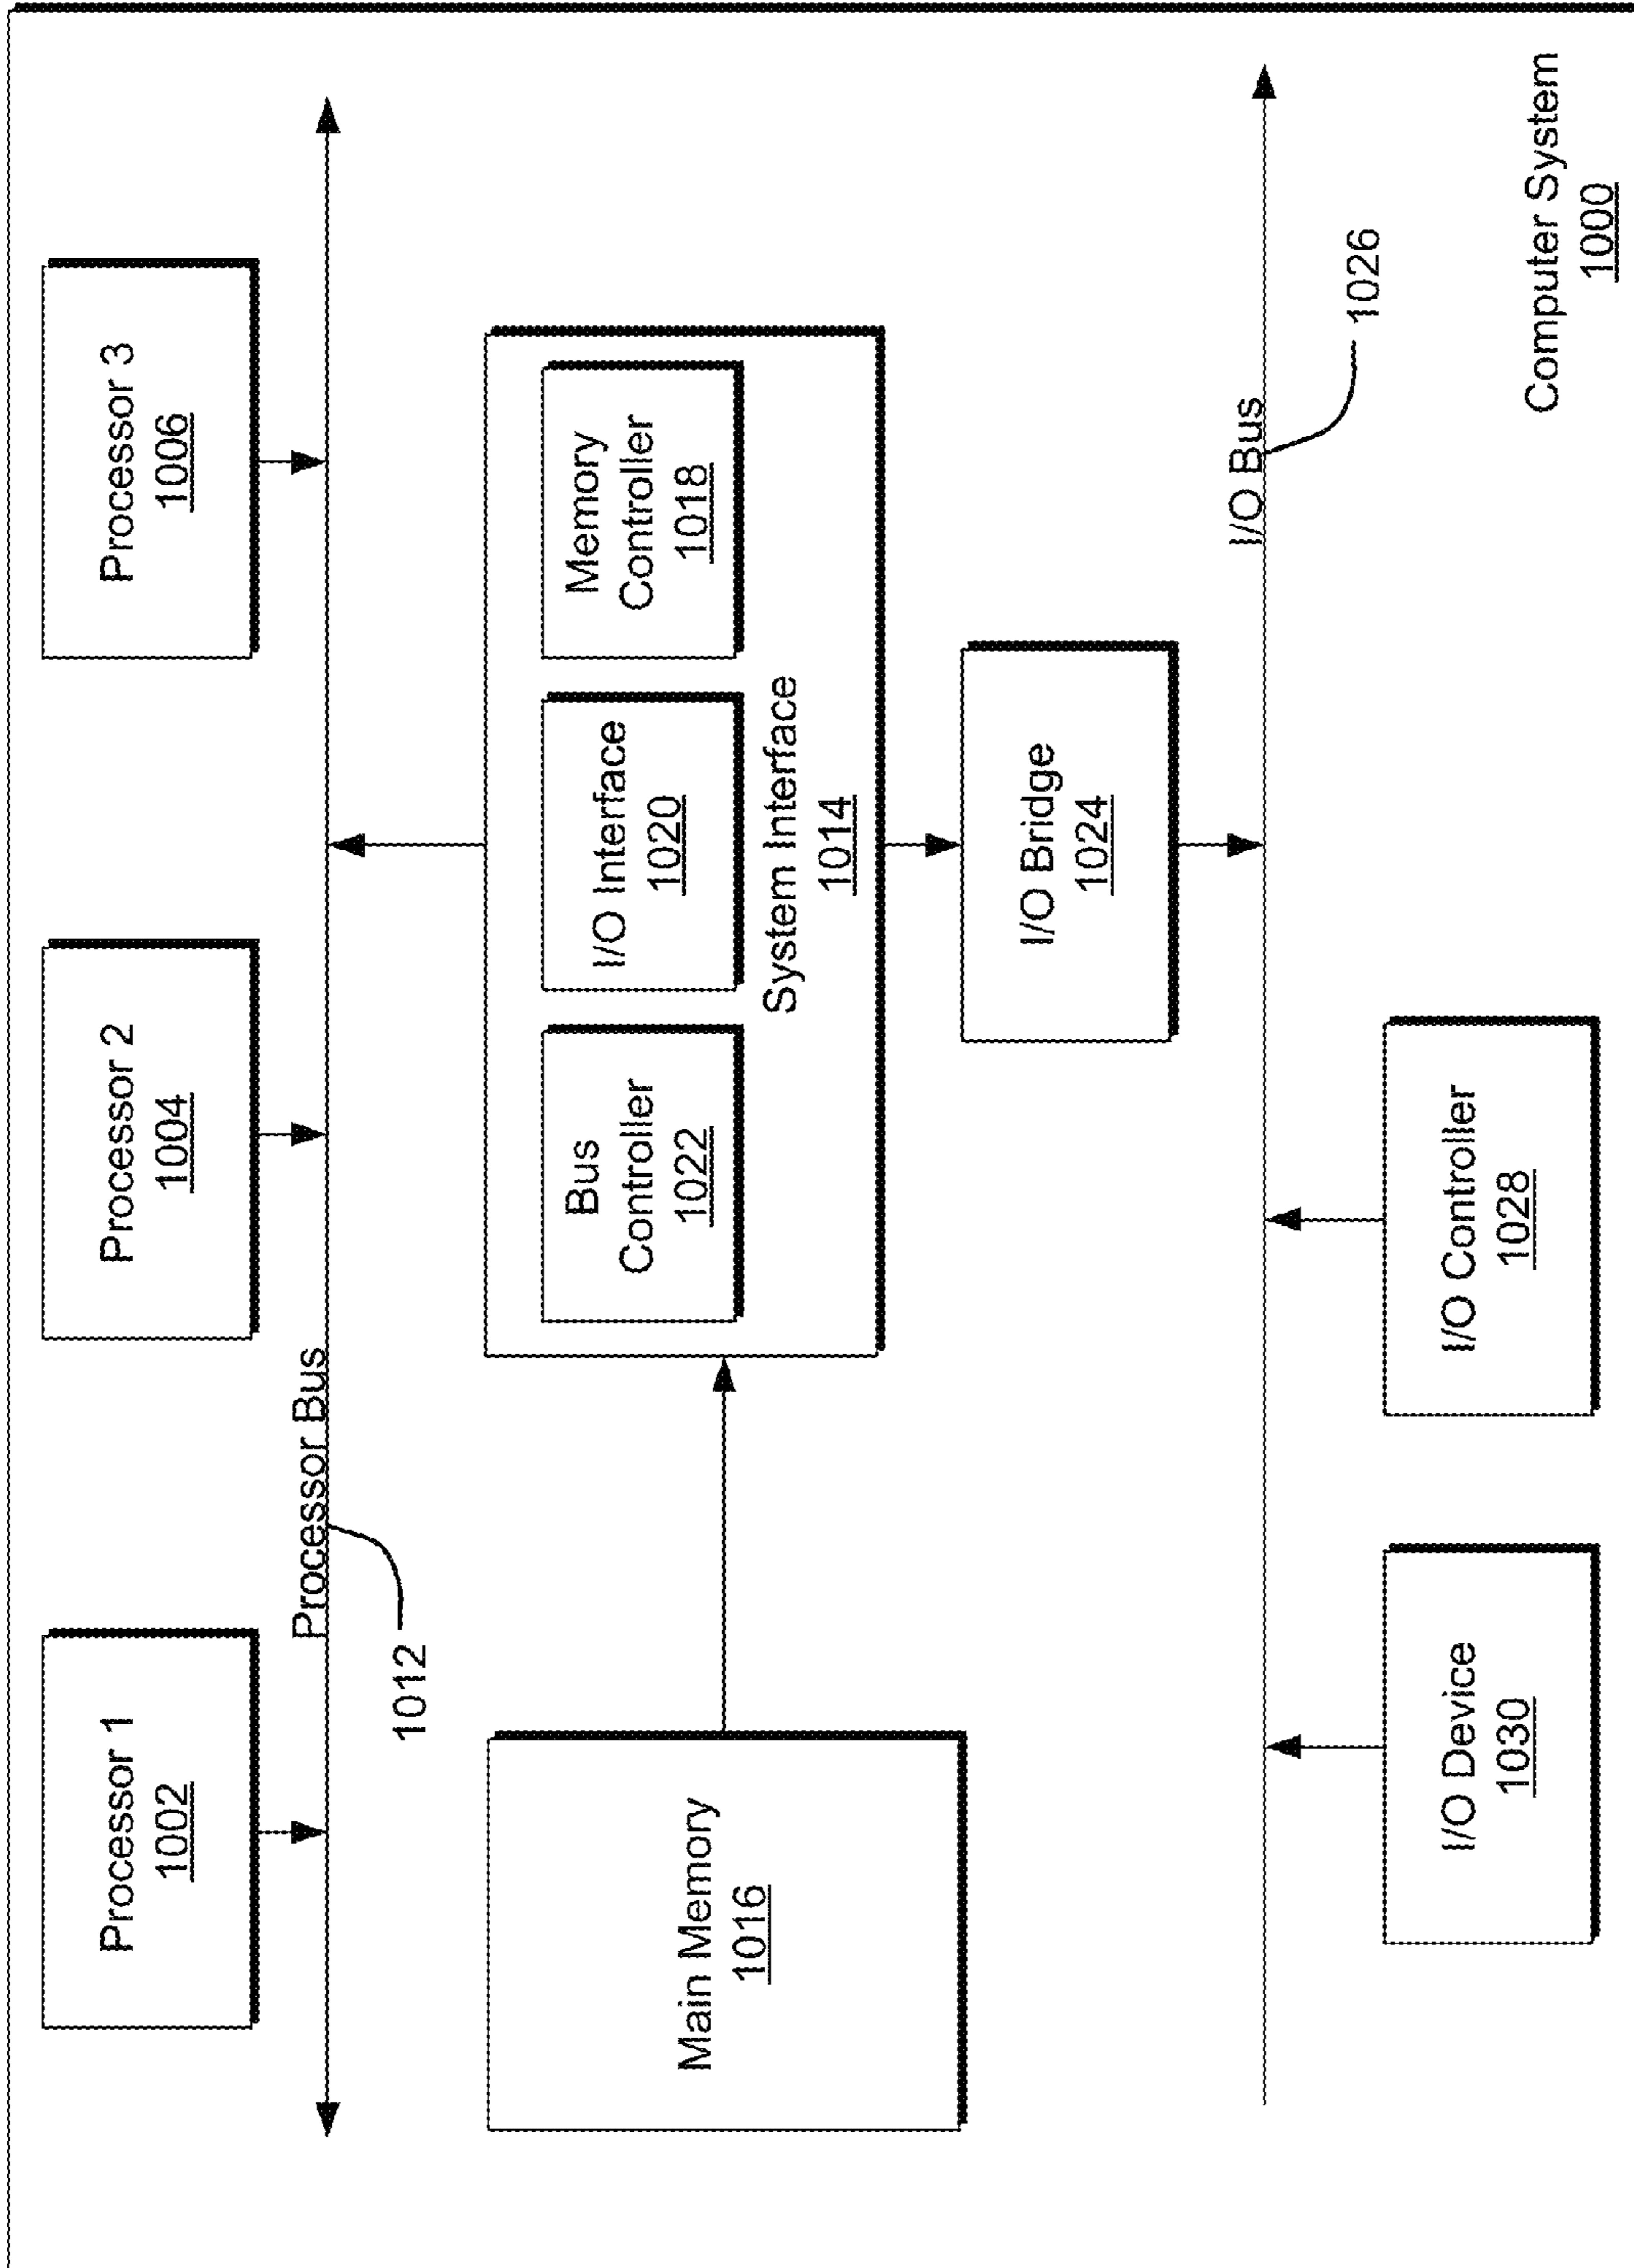 Processor 1
1002
Processor 2
1004
Processor 3
1006
Processor Bus
1012
Main Memory
1016
Bus
Controller
1022
I/O Interface
1020
Memory
Controller
1018
System Interface
1014
I/O Bridge
1024
I/O Bus
1026
I/O Device
1030
I/O Controller
1028
Computer System
1000